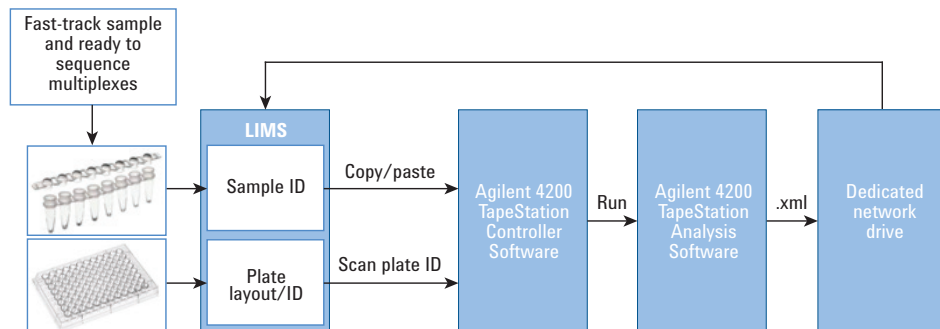 Fast-track sample
and ready to
sequence
multiplexes
LIMS
Sample ID
Copy/paste
Plate
layout/ID
Scan plate ID
Agilent 4200
TapeStation
Controller
Software
Run
Agilent 4200
TapeStation
Analysis
Software
.xml
Dedicated
network
drive